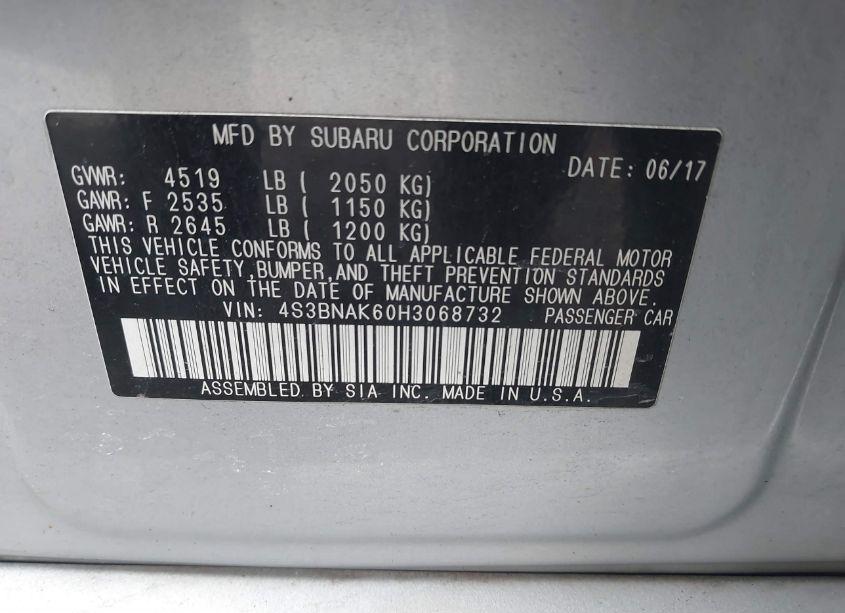 MFD BY SUBARU CORPORATION
DATE: 06/17
GVWR: 4519 LB ( 2050 KG)
GAWR: F 2535 LB ( 1150 KG)
GAWR: R 2645 LB ( 1200 KG)
THIS VEHICLE CONFORMS TO ALL APPLICABLE FEDERAL MOTOR
VEHICLE SAFETY, BUMPER, AND THEFT PREVENTION STANDARDS
IN EFFECT ON THE DATE OF MANUFACTURE SHOWN ABOVE.
VIN: 4S3BNAK60H3068732 PASSENGER CAR
ASSEMBLED BY SIA INC. MADE IN U.S.A.